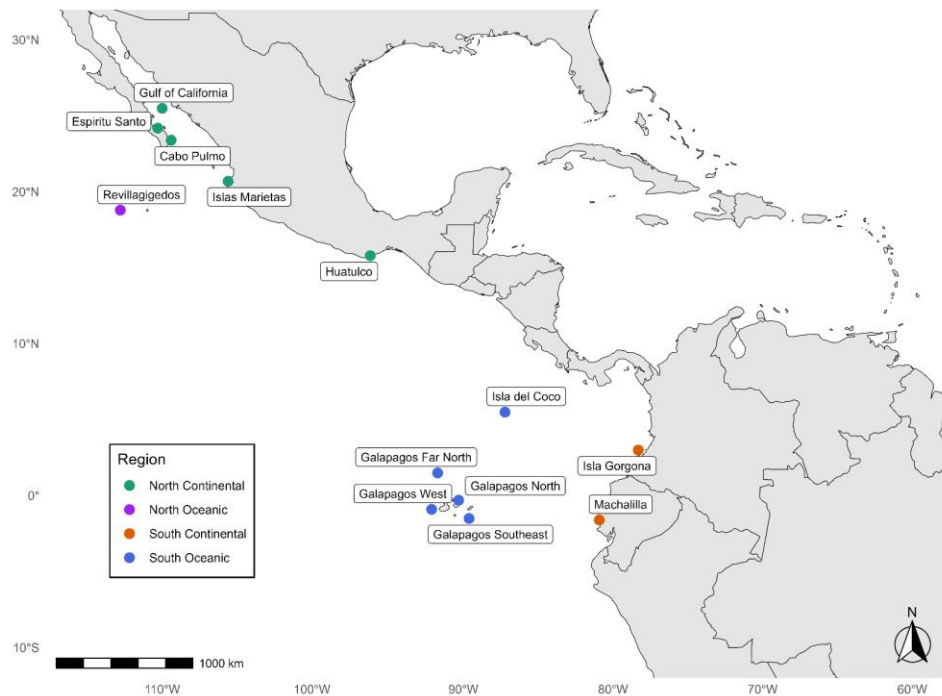 30°N
Gulf of California
Espiritu Santo
Cabo Pulmo
20°N
Revillagigedos
Islas Marietas
Huatulco
10°N
Isla del Coco
Region
North Continental
North Oceanic
South Continental
South Oceanic
Galapagos Far North
Isla Gorgona
Galapagos West
Galapagos North
0°
Machalilla
Galapagos Southeast
N
10°S
1000 km
110°W
100°W
90°W
80°W
70°W
60°W